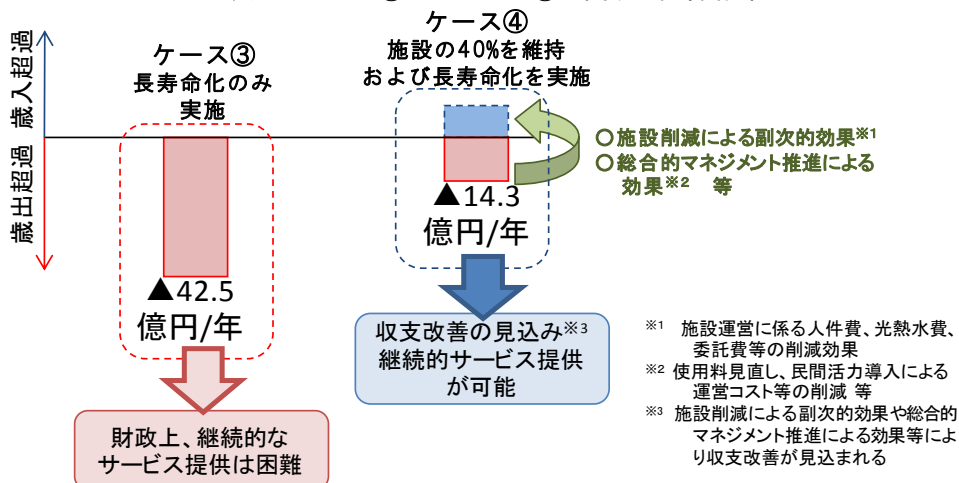 ケース③
長寿命化のみ
実施
ケース④
施設の40%を維持
および長寿命化を実施
歳入超過
歳出超過
▲42.5
億円/年
▲14.3
億円/年
○施設削減による副次的効果※1
○総合的マネジメント推進による
効果※2 等
財政上、継続的な
サービス提供は困難
収支改善の見込み※3
継続的サービス提供
が可能
※1 施設運営に係る人件費、光熱水費、
委託費等の削減効果
※2 使用料見直し、民間活力導入による
運営コスト等の削減 等
※3 施設削減による副次的効果や総合的
マネジメント推進による効果等によ
り収支改善が見込まれる